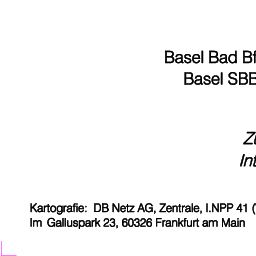 Basel Bad Bf
Basel SBB
Kartografie: DB Netz AG, Zentrale, I.NPP 41 (
Im Galluspark 23, 60326 Frankfurt am Main